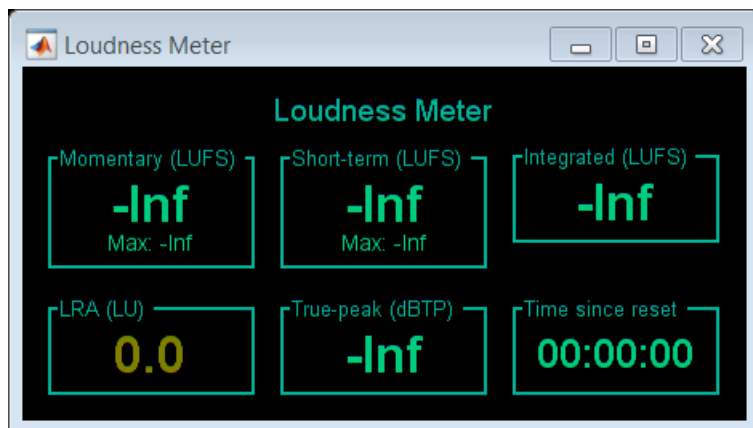 Loudness Meter
Loudness Meter
Momentary (LUFS)
-Inf
Max: -Inf
Short-term (LUFS)
-Inf
Max: -Inf
Integrated (LUFS)
-Inf
LRA (LU)
0.0
True-peak (dBTP)
-Inf
Time since reset
00:00:00